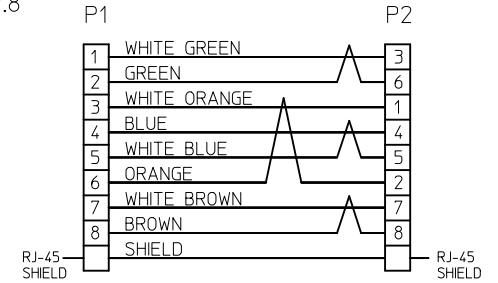 .8
P1 P2
1 WHITE GREEN 3
2 GREEN 6
3 WHITE ORANGE 1
4 BLUE 4
5 WHITE BLUE 5
6 ORANGE 2
7 WHITE BROWN 7
8 BROWN 8
SHIELD
RJ-45 SHIELD
RJ-45 SHIELD